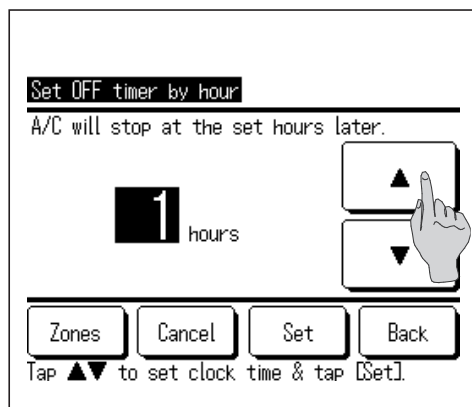 Set OFF timer by hour
A/C will stop at the set hours later.
▲
1 hours
▼
Zones Cancel Set Back
Tap ▲▼ to set clock time & tap [Set].